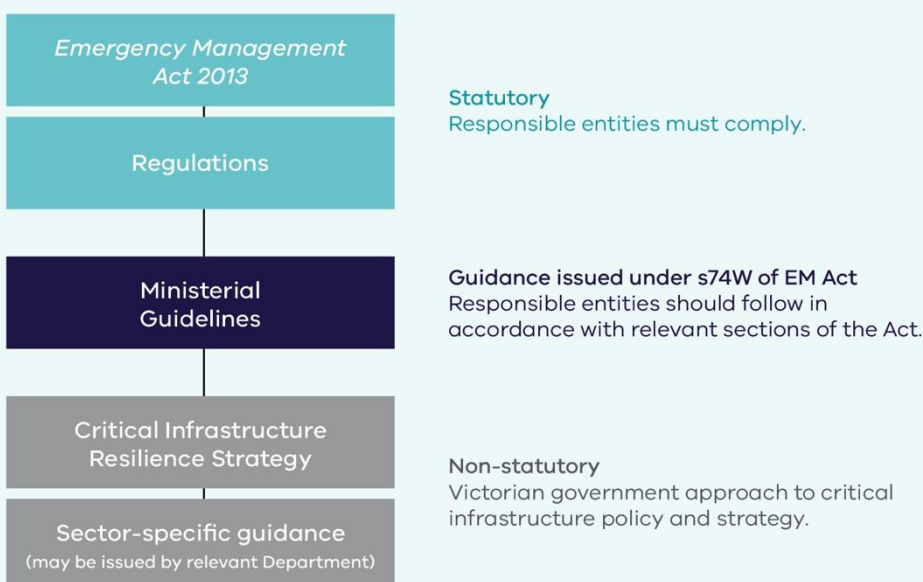 Emergency Management
Act 2013
Regulations
Statutory
Responsible entities must comply.
Ministerial
Guidelines
Guidance issued under s74W of EM Act
Responsible entities should follow in
accordance with relevant sections of the Act.
Critical Infrastructure
Resilience Strategy
Sector-specific guidance
(may be issued by relevant Department)
Non-statutory
Victorian government approach to critical
infrastructure policy and strategy.